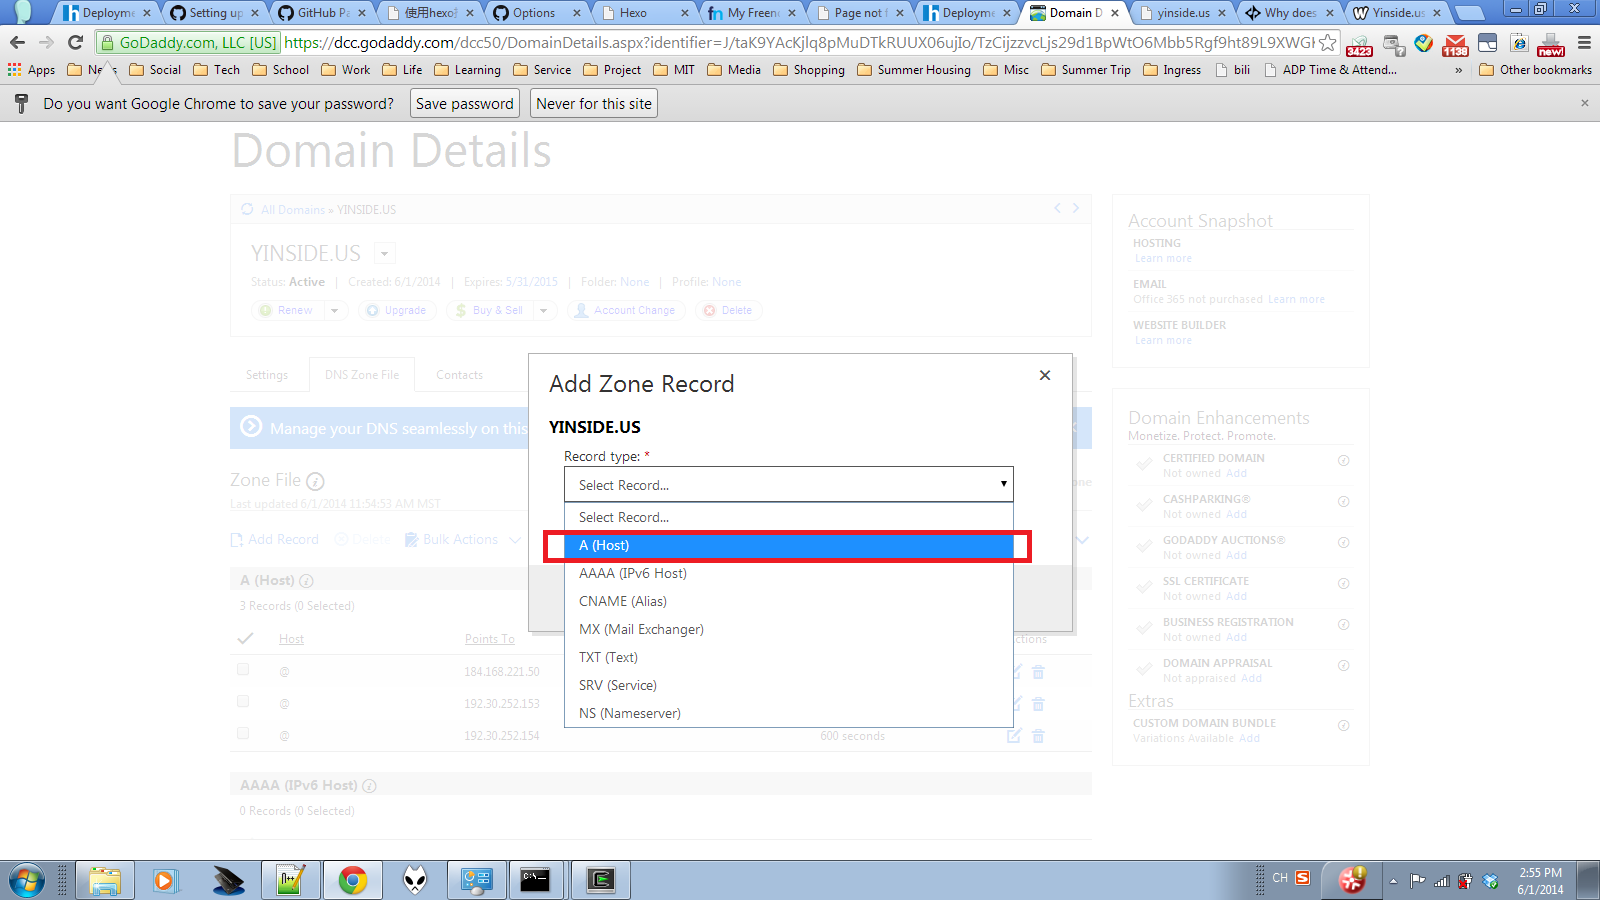 Deployme
Setting up
GitHub Pa
使用hexo
Options
Hexo
My Freen
Page not f
Deployme
Domain D
yinside.us
Why does
Yinside.us
GoDaddy.com, LLC [US]
https://dcc.godaddy.com/dcc50/DomainDetails.aspx?identifier=J/taK9YAcKjlq8pMuDTkRUUX06ujIo/TzCijzzvcLjs29d1BpWtO6Mbb5Rgf9ht89L9XWGH
3423
1138
new!
Apps
News
Social
Tech
School
Work
Life
Learning
Service
Project
MIT
Media
Shopping
Summer Housing
Misc
Summer Trip
Ingress
bili
ADP Time & Attend...
»
Other bookmarks
Do you want Google Chrome to save your password?
Save password
Never for this site
Domain Details
All Domains » YINSIDE.US
YINSIDE.US
Status: Active | Created: 6/1/2014 | Expires: 5/31/2015 | Folder: None | Profile: None
Renew
Upgrade
Buy & Sell
Account Change
Delete
Settings
DNS Zone File
Contacts
Manage your DNS seamlessly on this
Zone File
Last updated 6/1/2014 11:54:53 AM MST
Add Record
Delete
Bulk Actions
A (Host)
3 Records (0 Selected)
Host
Points To
@ 184.168.221.50
@ 192.30.252.153
@ 192.30.252.154 600 seconds
AAAA (IPv6 Host)
0 Records (0 Selected)
Add Zone Record
YINSIDE.US
Record type: *
Select Record...
Select Record...
A (Host)
AAAA (IPv6 Host)
CNAME (Alias)
MX (Mail Exchanger)
TXT (Text)
SRV (Service)
NS (Nameserver)
Account Snapshot
HOSTING
Learn more
EMAIL
Office 365 not purchased Learn more
WEBSITE BUILDER
Learn more
Domain Enhancements
Monetize. Protect. Promote.
CERTIFIED DOMAIN
Not owned Add
CASHPARKING®
Not owned Add
GODADDY AUCTIONS®
Not owned Add
SSL CERTIFICATE
Not owned Add
BUSINESS REGISTRATION
Not owned Add
DOMAIN APPRAISAL
Not appraised Add
Extras
CUSTOM DOMAIN BUNDLE
Variations Available Add
CH
2:55 PM
6/1/2014